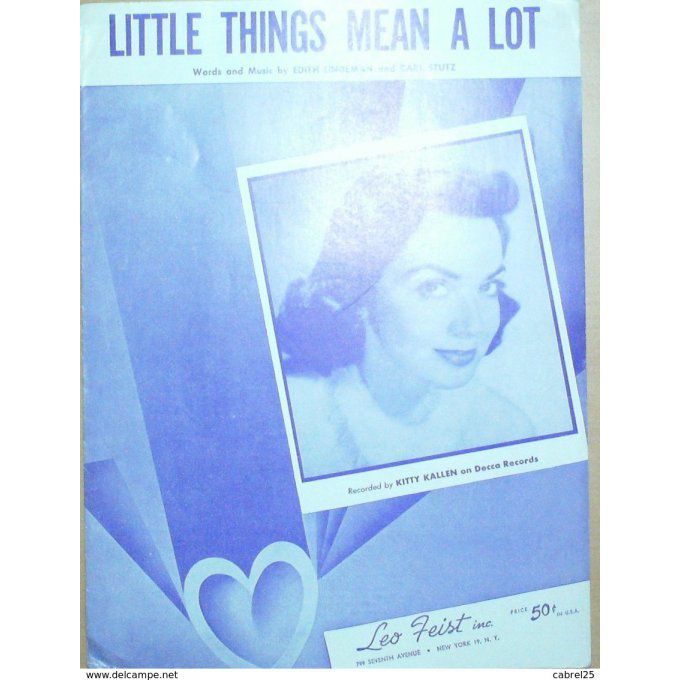 LITTLE THINGS MEAN A LOT
Words and Music by EDITH LINDEMAN and CARL STUTZ
Recorded by KITTY KALLEN on Decca Records
Leo Feist inc.
PRICE 50¢ IN U.S.A.
799 SEVENTH AVENUE • NEW YORK 19, N. Y.
www.delcampe.net
cabrel25